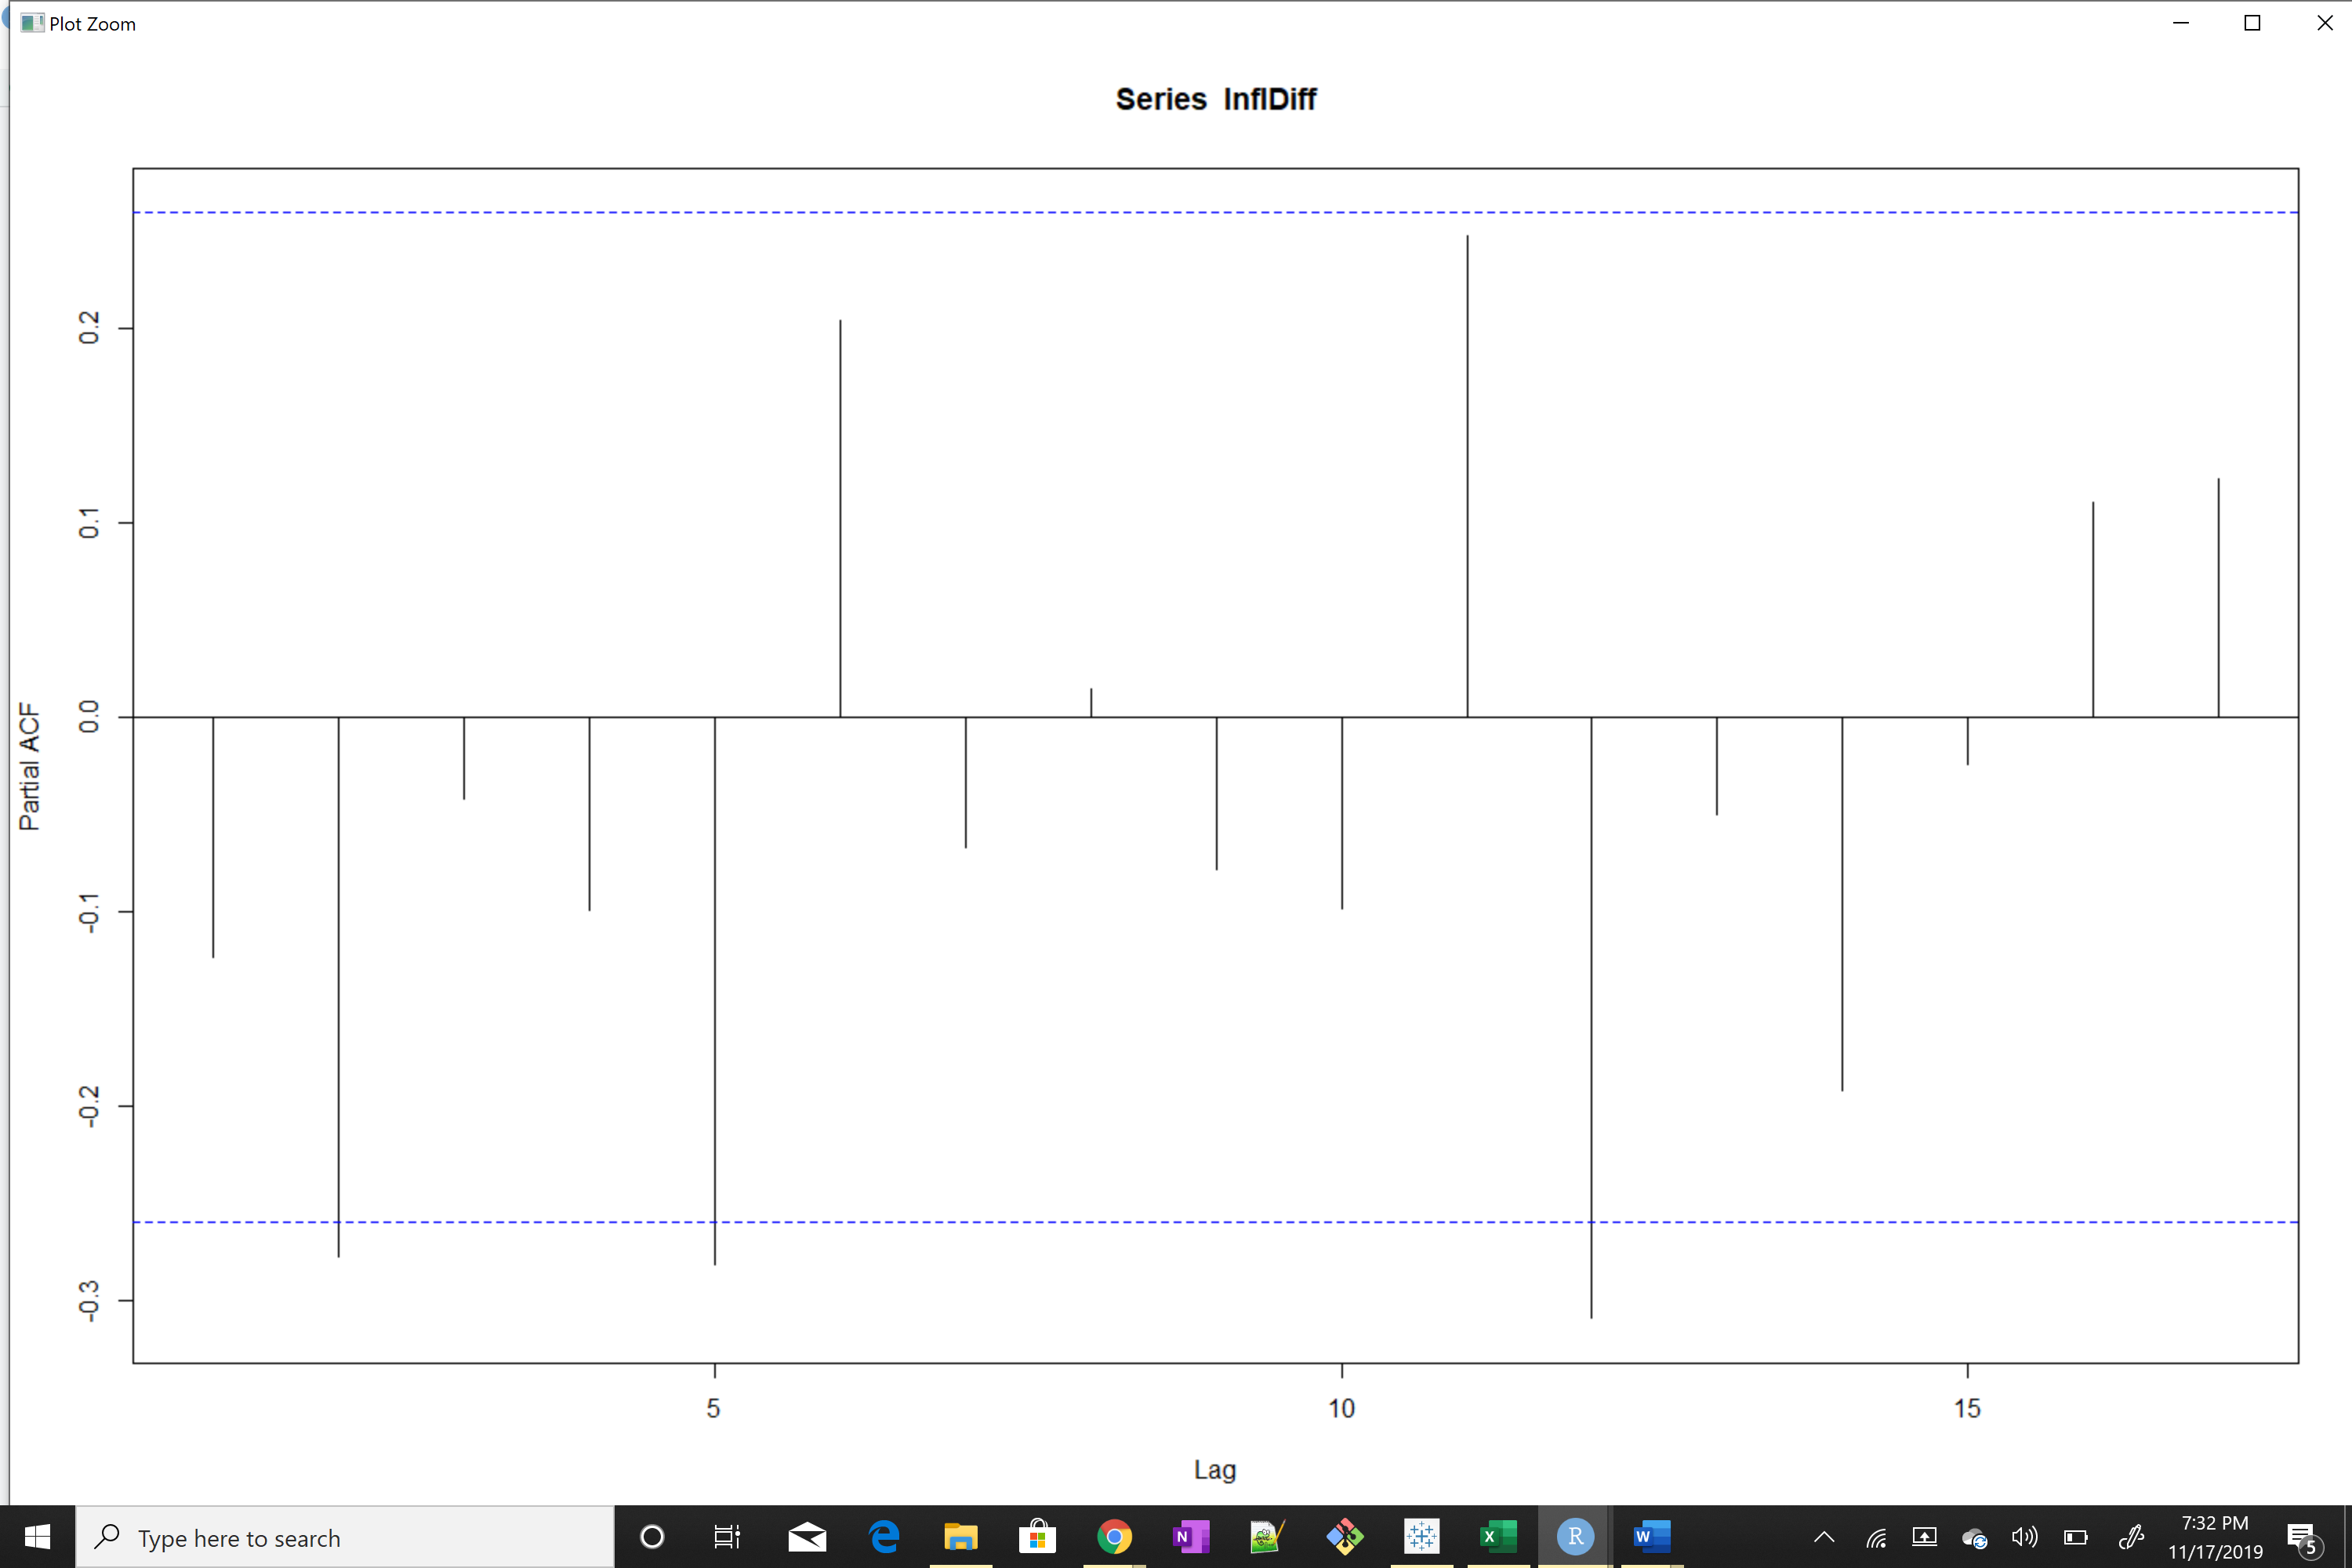 Plot Zoom
Series InflDiff
Partial ACF
0.2
0.1
0.0
-0.1
-0.2
-0.3
5
10
15
Lag
Type here to search
N
X
R
W
7:32 PM
11/17/2019
5